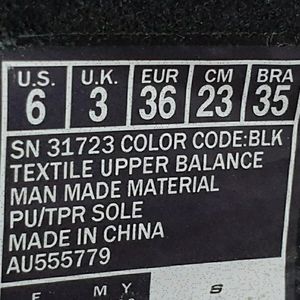 U.S. U.K. EUR CM BRA
6 3 36 23 35
SN 31723 COLOR CODE:BLK
TEXTILE UPPER BALANCE
MAN MADE MATERIAL
PU/TPR SOLE
MADE IN CHINA
AU555779
M Y S